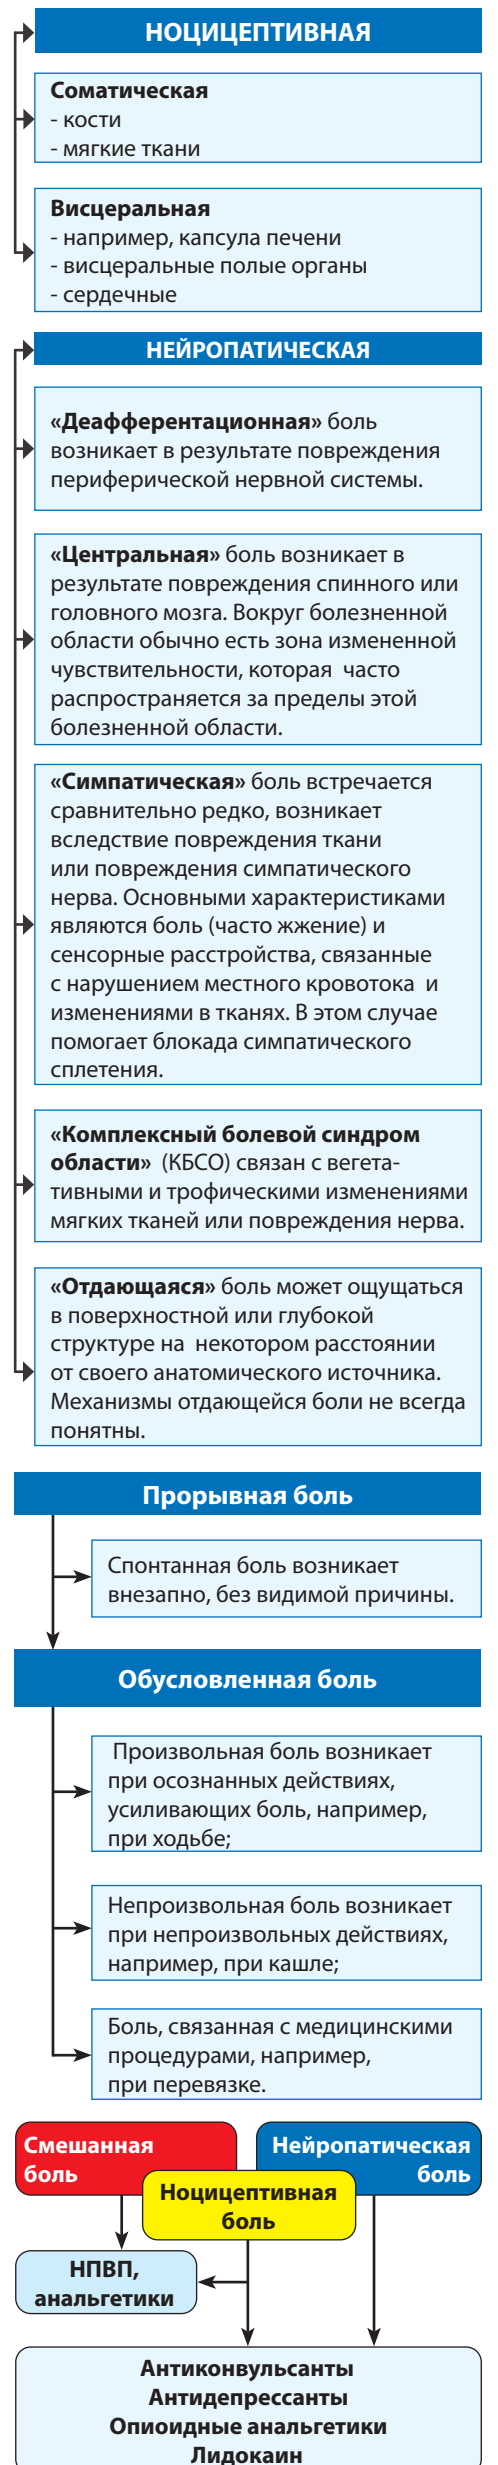 НОЦИЦЕПТИВНАЯ
Соматическая
- кости
- мягкие ткани
Висцеральная
- например, капсула печени
- висцеральные полые органы
- сердечные
НЕЙРОПАТИЧЕСКАЯ
«Деафферентационная» боль
возникает в результате повреждения
периферической нервной системы.
«Центральная» боль возникает в
результате повреждения спинного или
головного мозга. Вокруг болезненной
области обычно есть зона измененной
чувствительности, которая часто
распространяется за пределы этой
болезненной области.
«Симпатическая» боль встречается
сравнительно редко, возникает
вследствие повреждения ткани
или повреждения симпатического
нерва. Основными характеристиками
являются боль (часто жжение) и
сенсорные расстройства, связанные
с нарушением местного кровотока и
изменениями в тканях. В этом случае
помогает блокада симпатического
сплетения.
«Комплексный болевой синдром
области» (КБСО) связан с вегета-
тивными и трофическими изменениями
мягких тканей или повреждения нерва.
«Отдающаяся» боль может ощущаться
в поверхностной или глубокой
структуре на некотором расстоянии
от своего анатомического источника.
Механизмы отдающейся боли не всегда
понятны.
Прорывная боль
Спонтанная боль возникает
внезапно, без видимой причины.
Обусловленная боль
Произвольная боль возникает
при осознанных действиях,
усиливающих боль, например,
при ходьбе;
Непроизвольная боль возникает
при непроизвольных действиях,
например, при кашле;
Боль, связанная с медицинскими
процедурами, например,
при перевязке.
Смешанная
боль
Нейропатическая
боль
Ноцицептивная
боль
НПВП,
анальгетики
Антиконвульсанты
Антидепрессанты
Опиоидные анальгетики
Лидокаин